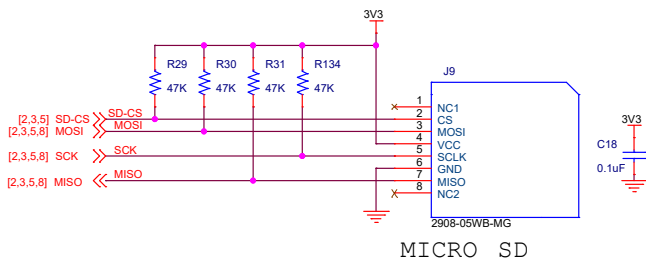 3V3
J9
R29 R30 R31 R134
47K 47K 47K 47K
3V3
C18
0.1uF
1 NC1
[2,3,5] SD-CS SD-CS 2 CS
[2,3,5,8] MOSI MOSI 3 MOSI
4 VCC
[2,3,5,8] SCK SCK 5 SCLK
6 GND
[2,3,5,8] MISO MISO 7 MISO
8 NC2
2908-05WB-MG
MICRO SD